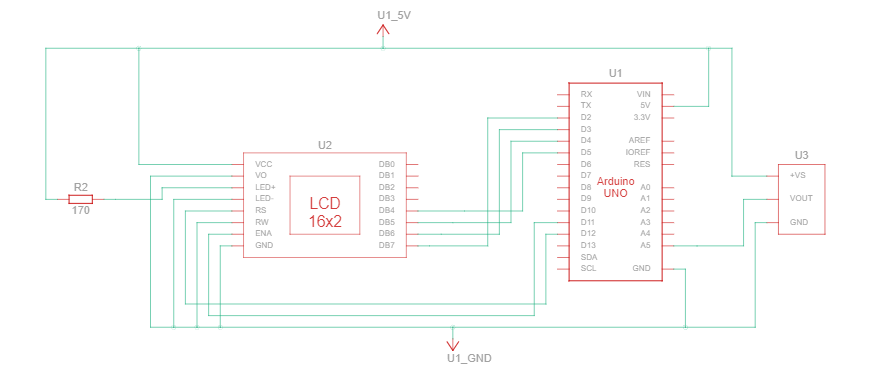 U1_5V
U1
RX
TX
D2
D3
D4
D5
D6
D7
D8
D9
D10
D11
D12
D13
SDA
SCL
VIN
5V
3.3V
AREF
IOREF
RES
A0
A1
A2
A3
A4
A5
GND
Arduino
UNO
U2
VCC
VO
LED+
LED-
RS
RW
ENA
GND
DB0
DB1
DB2
DB3
DB4
DB5
DB6
DB7
LCD
16x2
R2
170
U3
+VS
VOUT
GND
U1_GND